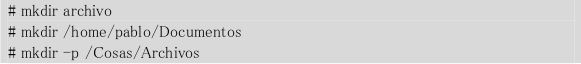 # mkdir archivo
# mkdir /home/pablo/Documentos
# mkdir -p /Cosas/Archivos